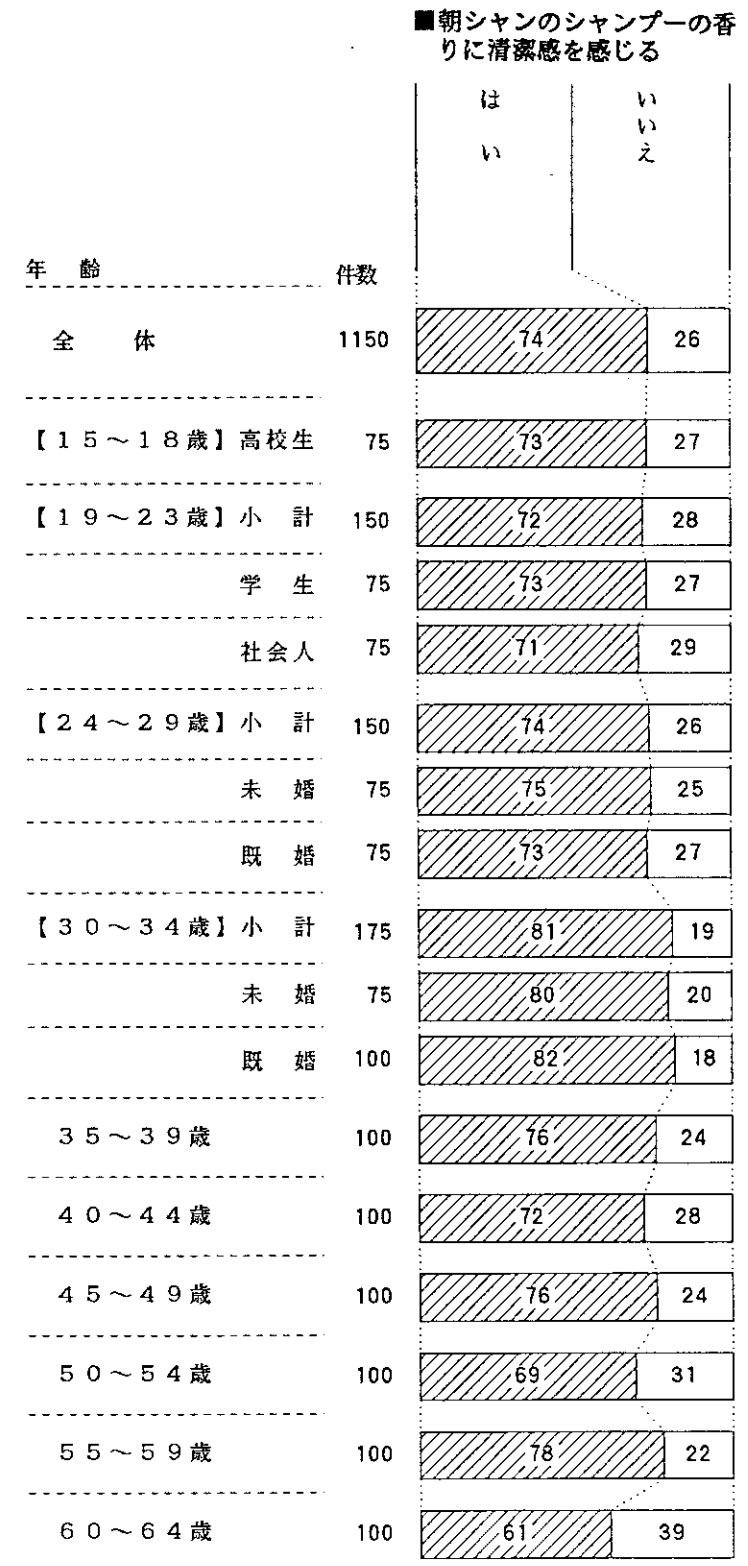 ■朝シャンのシャンプーの香
りに清潔感を感じる
はい いいえ
年 齢 件数
全 体 1150 74 26
【15～18歳】高校生 75 73 27
【19～23歳】小 計 150 72 28
学 生 75 73 27
社会人 75 71 29
【24～29歳】小 計 150 74 26
未 婚 75 75 25
既 婚 75 73 27
【30～34歳】小 計 175 81 19
未 婚 75 80 20
既 婚 100 82 18
35～39歳 100 76 24
40～44歳 100 72 28
45～49歳 100 76 24
50～54歳 100 69 31
55～59歳 100 78 22
60～64歳 100 61 39